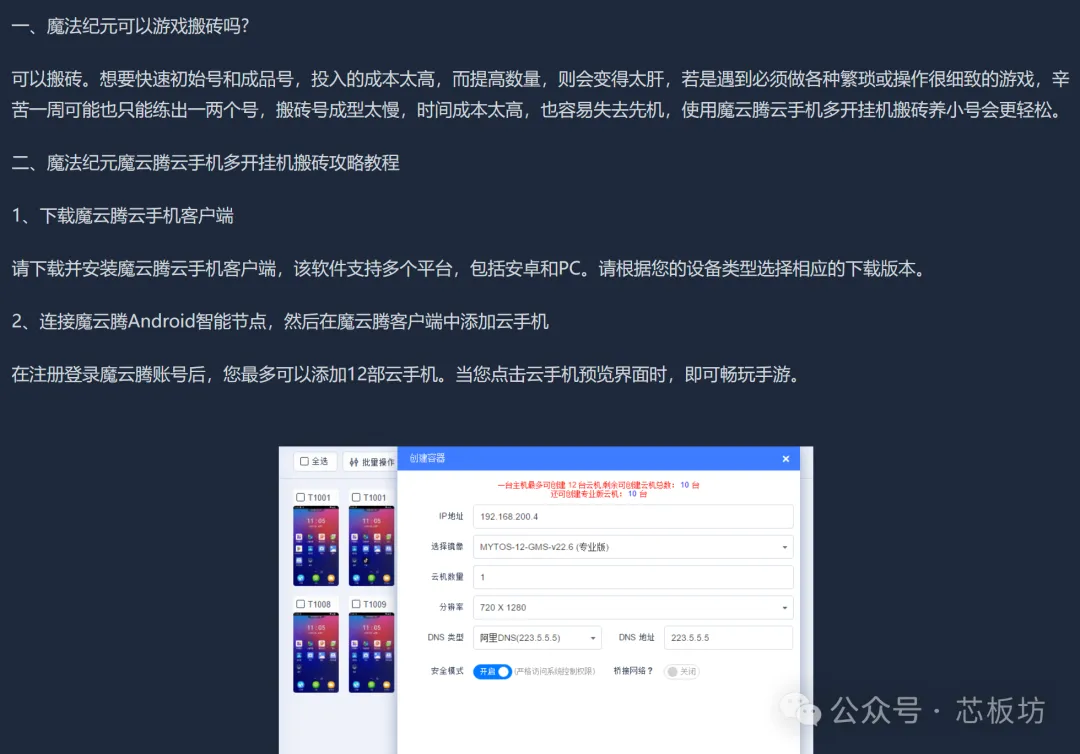 一、魔法纪元可以游戏搬砖吗?
可以搬砖。想要快速初始号和成品号，投入的成本太高，而提高数量，则会变得太肝，若是遇到必须做各种繁琐或操作很细致的游戏，辛
苦一周可能也只能练出一两个号，搬砖号成型太慢，时间成本太高，也容易失去先机，使用魔云腾云手机多开挂机搬砖养小号会更轻松。
二、魔法纪元魔云腾云手机多开挂机搬砖攻略教程
1、下载魔云腾云手机客户端
请下载并安装魔云腾云手机客户端，该软件支持多个平台，包括安卓和PC。请根据您的设备类型选择相应的下载版本。
2、连接魔云腾Android智能节点，然后在魔云腾客户端中添加云手机
在注册登录魔云腾账号后，您最多可以添加12部云手机。当您点击云手机预览界面时，即可畅玩手游。
全选 批量操作
创建容器
一台主机最多可创建 12 台云机,剩余可创建云机总数： 10 台
还可创建专业版云机： 10 台
T1001 T1001
11:05 11:05
IP地址 192.168.200.4
选择镜像 MYTOS-12-GMS-v22.6 (专业版)
云机数量 1
分辨率 720 X 1280
T1008 T1009
11:05 11:05
DNS 类型 阿里DNS(223.5.5.5) DNS 地址 223.5.5.5
安全模式 开启 (严格访问系统控制权限) 桥接网络？ 关闭
公众号 · 芯板坊